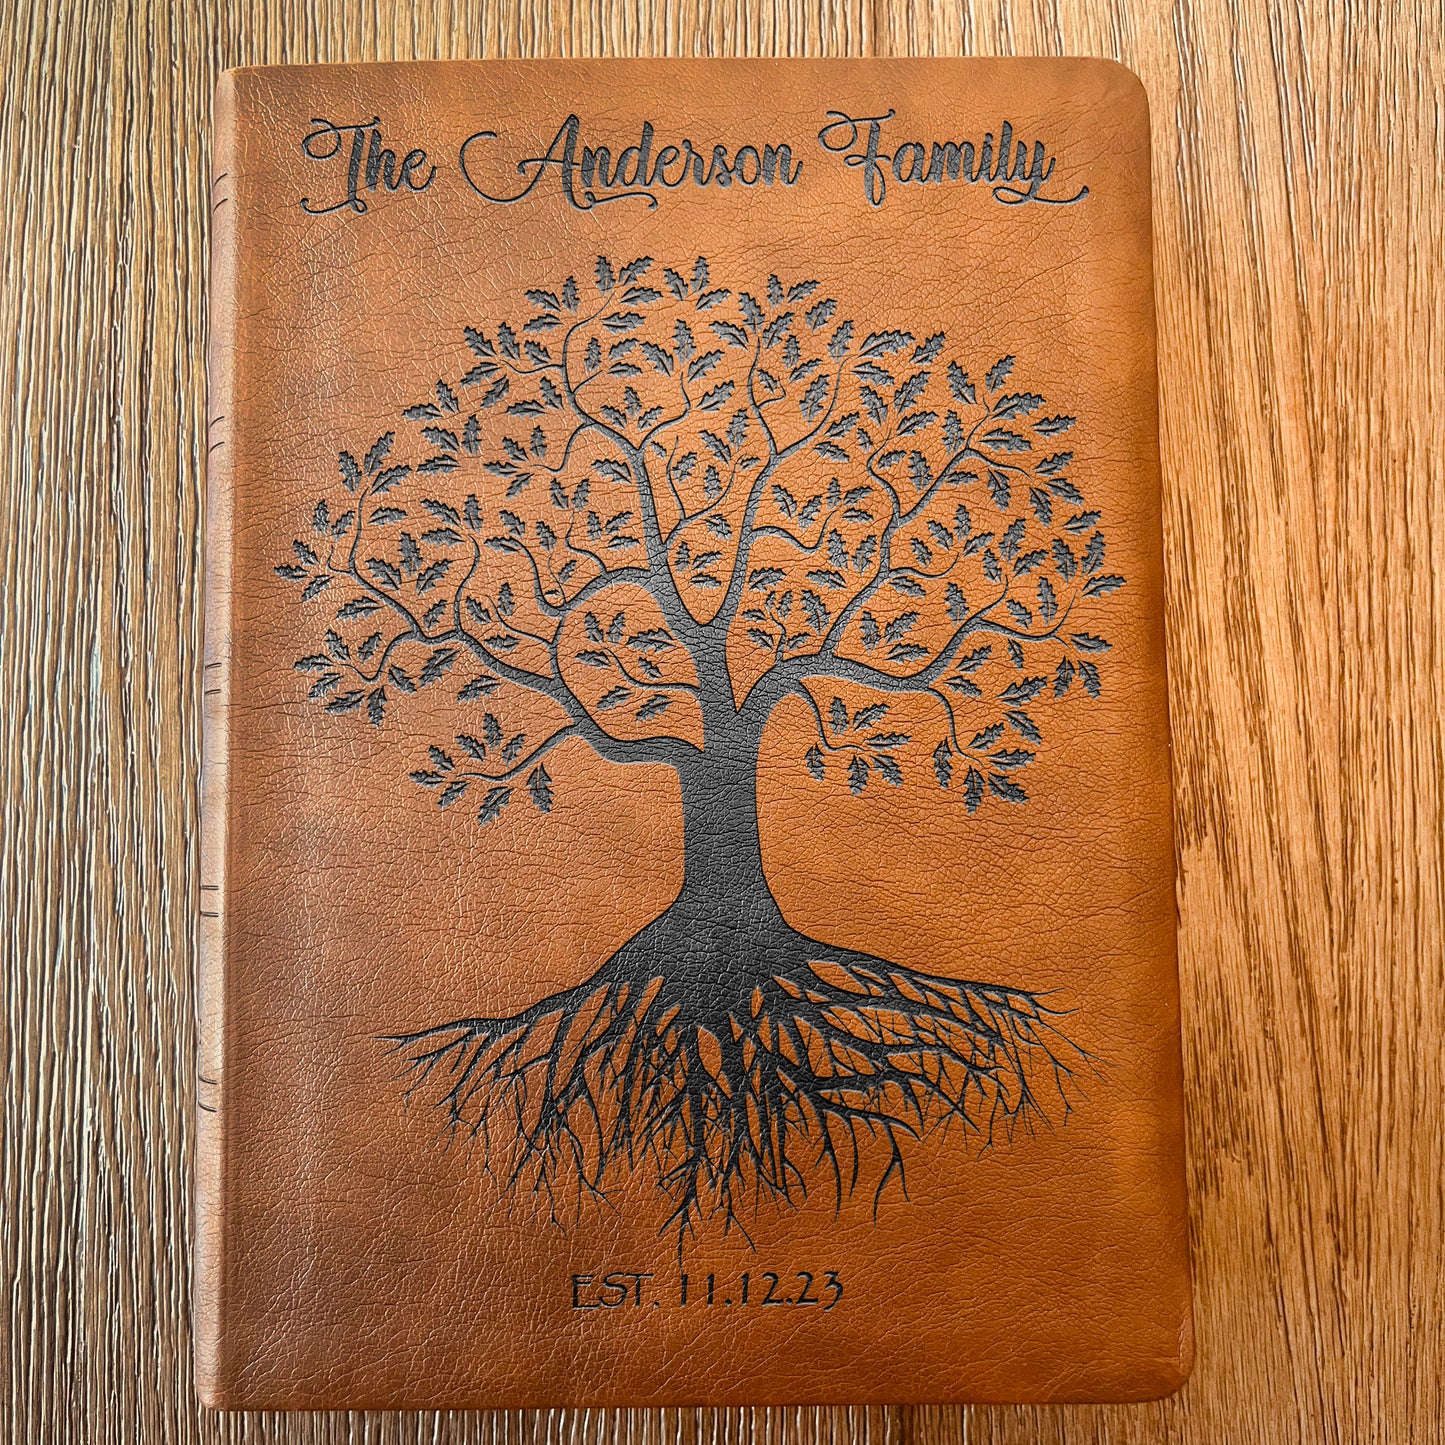 The Anderson Family
EST. 11.12.23